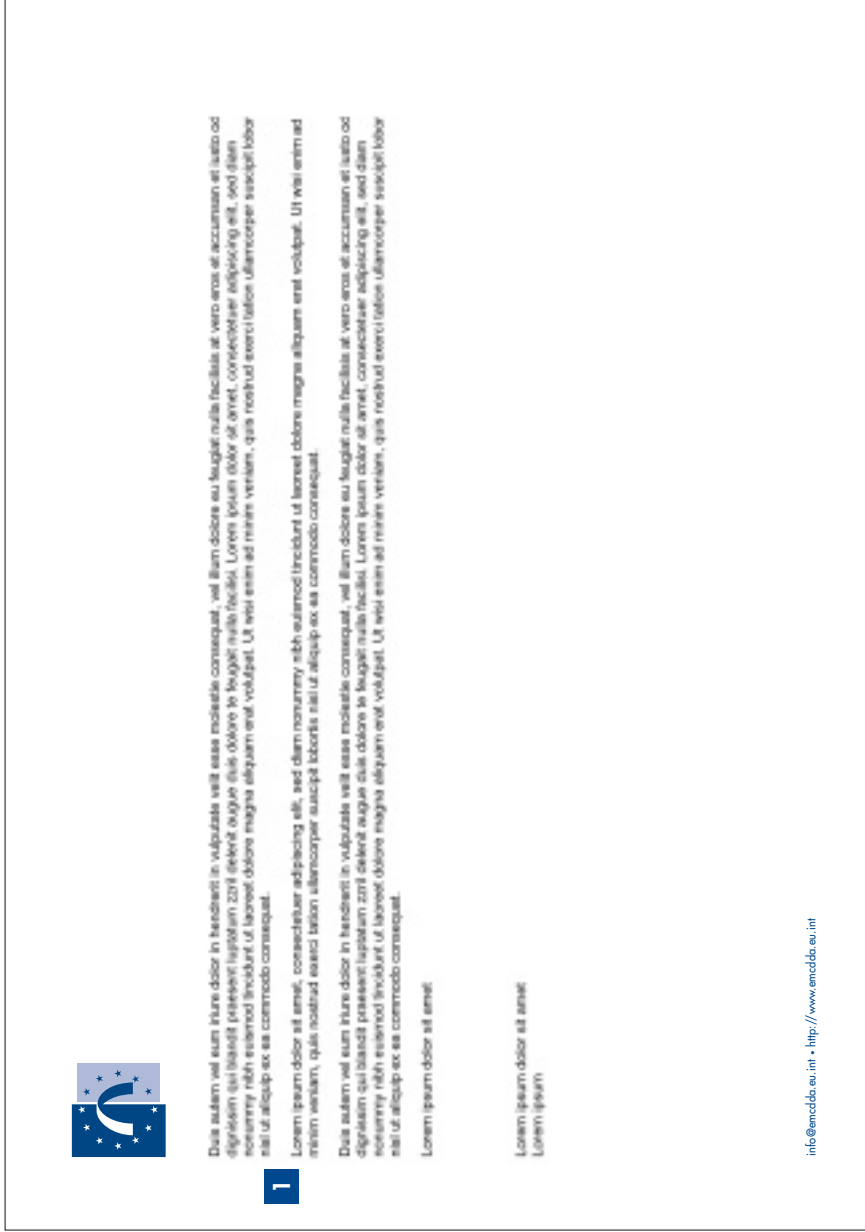 Duis autem vel eum iriure dolor in hendrerit in vulputate velit esse molestie consequat, vel illum dolore eu feugiat nulla facilisis at vero eros et accumsan et iusto od
dignissim qui blandit praesent luptatum zzril delenit augue duis dolore te feugait nulla facilisi. Lorem ipsum dolor sit amet, consectetuer adipiscing elit, sed diam
nonummy nibh euismod tincidunt ut laoreet dolore magna aliquam erat volutpat. Ut wisi enim ad minim veniam, quis nostrud exerci tation ullamcorper suscipit lobor
nisl ut aliquip ex ea commodo consequat.
1
Lorem ipsum dolor sit amet, consectetuer adipiscing elit, sed diam nonummy nibh euismod tincidunt ut laoreet dolore magna aliquam erat volutpat. Ut wisi enim ad
minim veniam, quis nostrud exerci tation ullamcorper suscipit lobortis nisl ut aliquip ex ea commodo consequat.
Duis autem vel eum iriure dolor in hendrerit in vulputate velit esse molestie consequat, vel illum dolore eu feugiat nulla facilisis at vero eros et accumsan et iusto od
dignissim qui blandit praesent luptatum zzril delenit augue duis dolore te feugait nulla facilisi. Lorem ipsum dolor sit amet, consectetuer adipiscing elit, sed diam
nonummy nibh euismod tincidunt ut laoreet dolore magna aliquam erat volutpat. Ut wisi enim ad minim veniam, quis nostrud exerci tation ullamcorper suscipit lobor
nisl ut aliquip ex ea commodo consequat.
Lorem ipsum dolor sit amet
Lorem ipsum dolor sit amet
Lorem ipsum
info@emcdda.eu.int • http://www.emcdda.eu.int